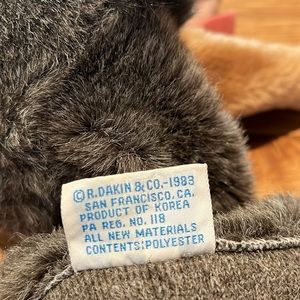 ©R.DAKIN & CO.-1983
SAN FRANCISCO, CA.
PRODUCT OF KOREA
PA REG. NO. 118
ALL NEW MATERIALS
CONTENTS:POLYESTER